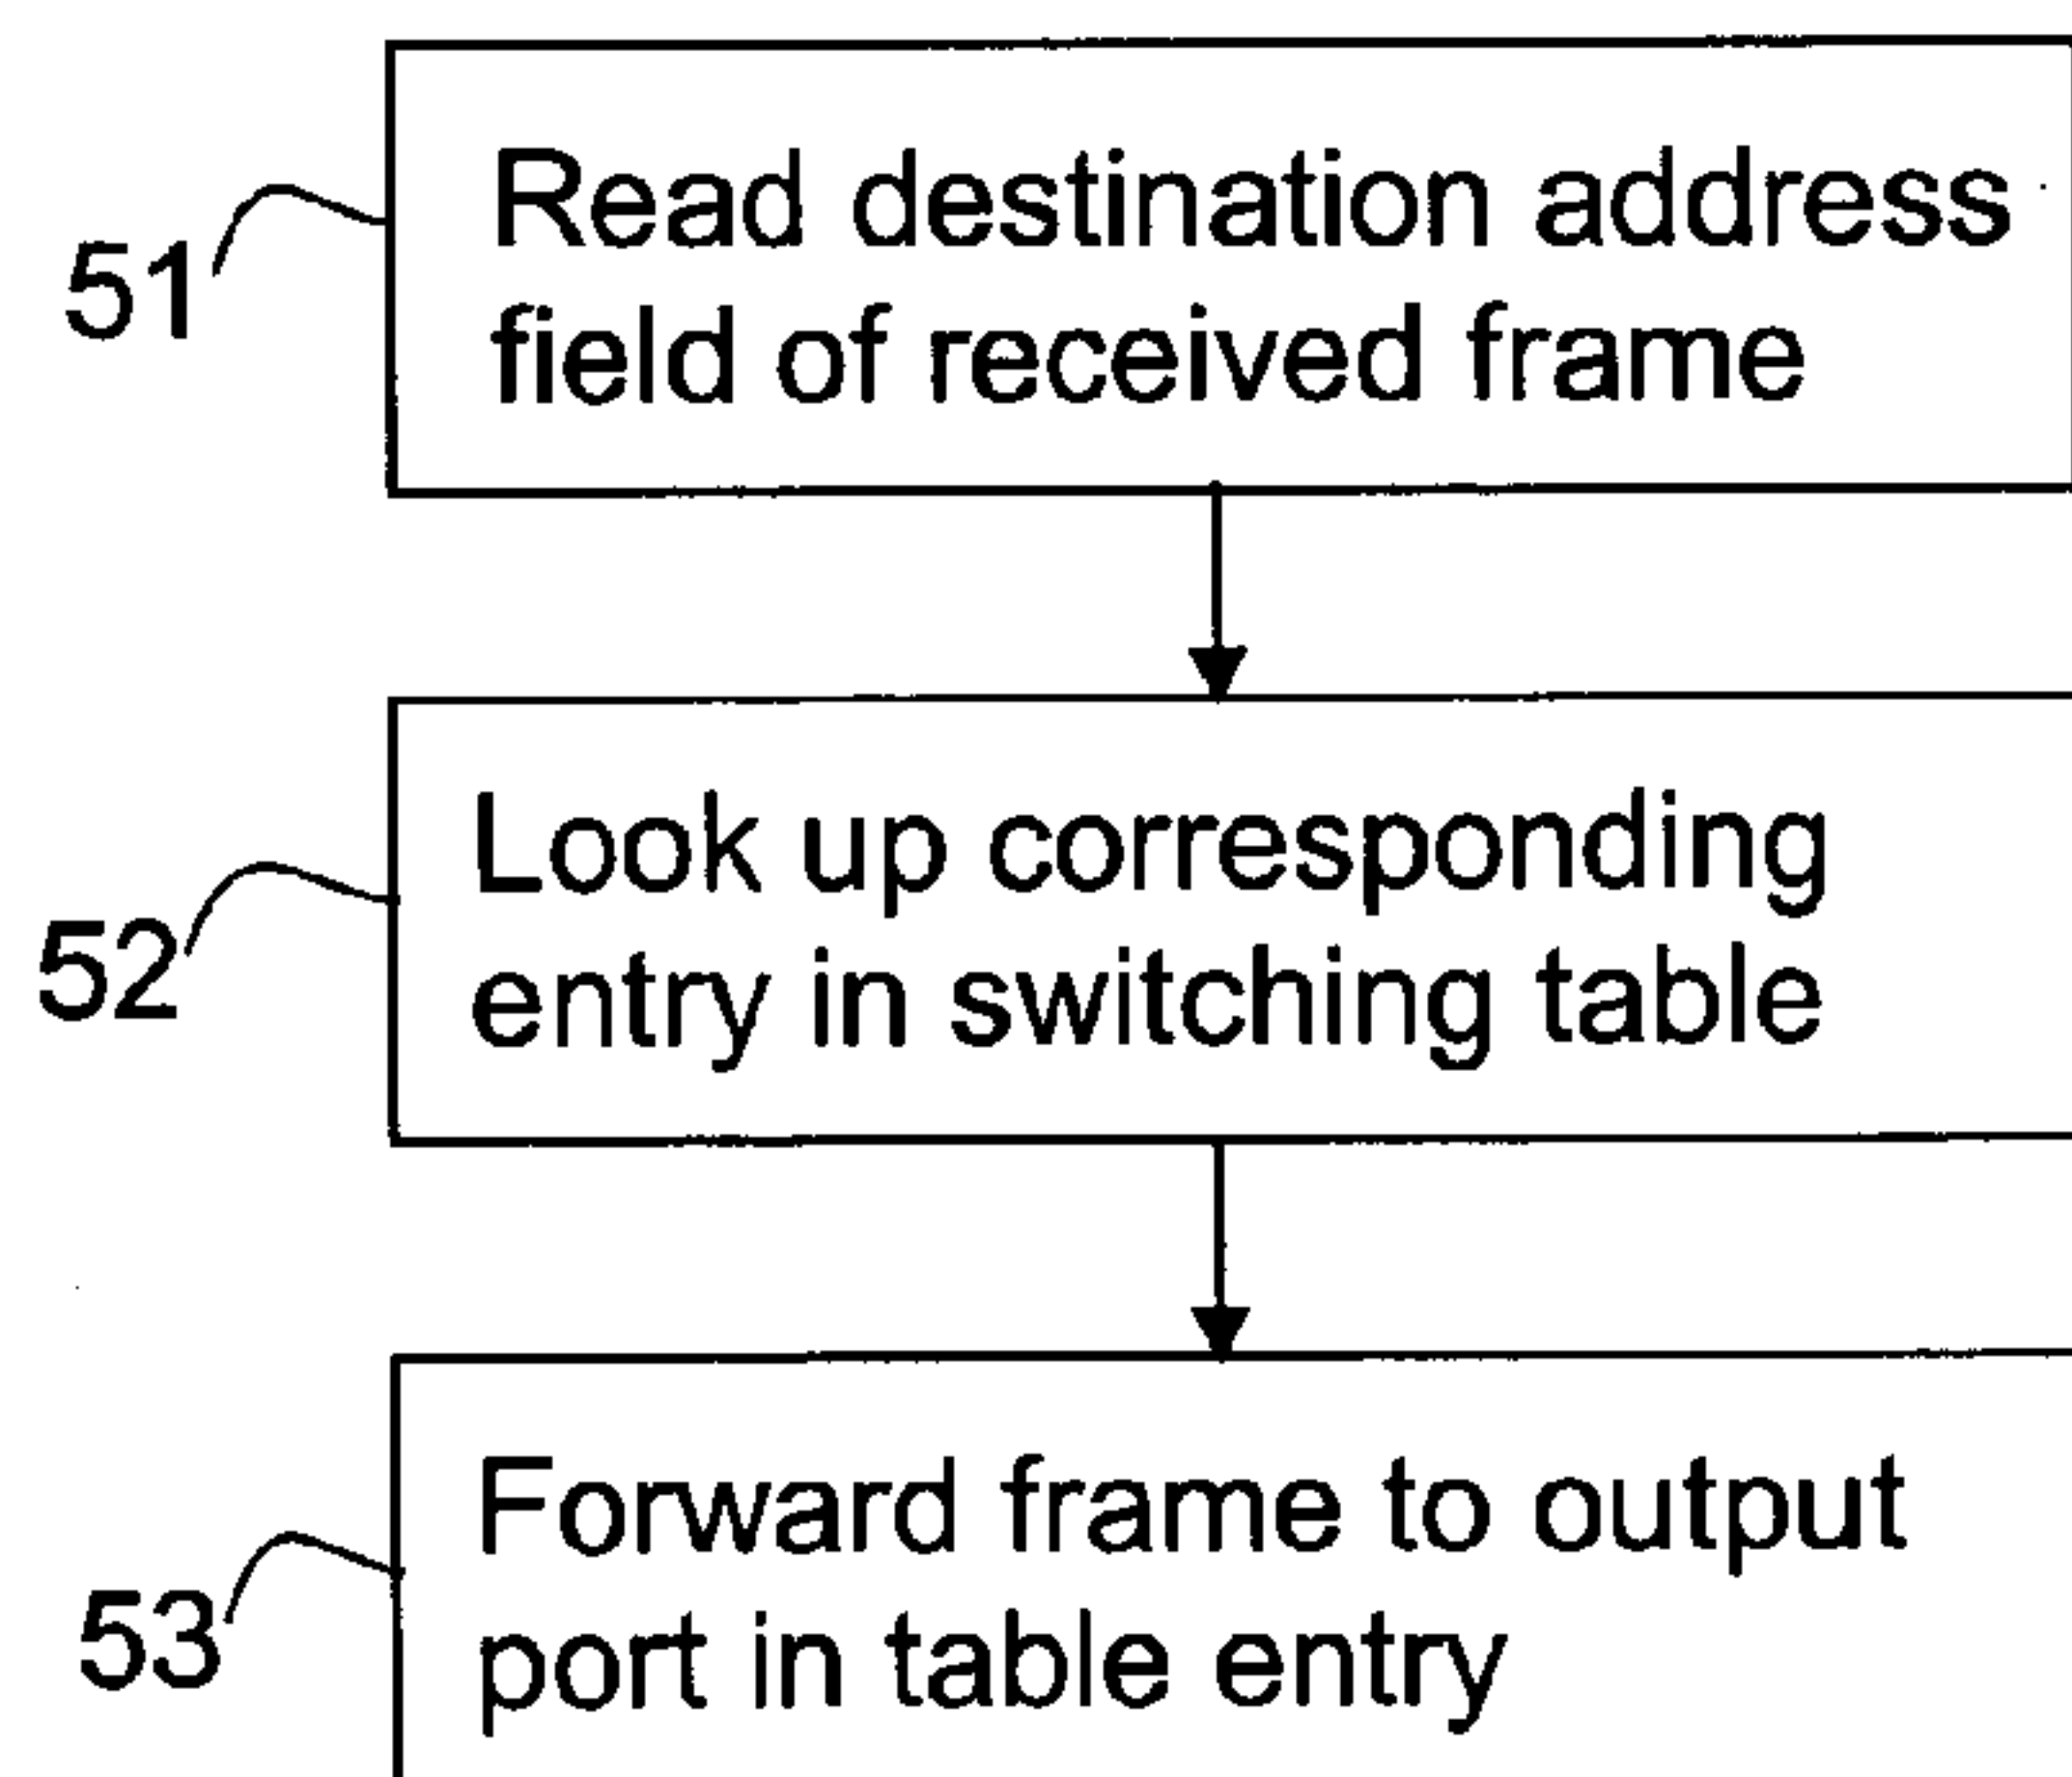 51
Read destination address
field of received frame
52
Look up corresponding
entry in switching table
53
Forward frame to output
port in table entry